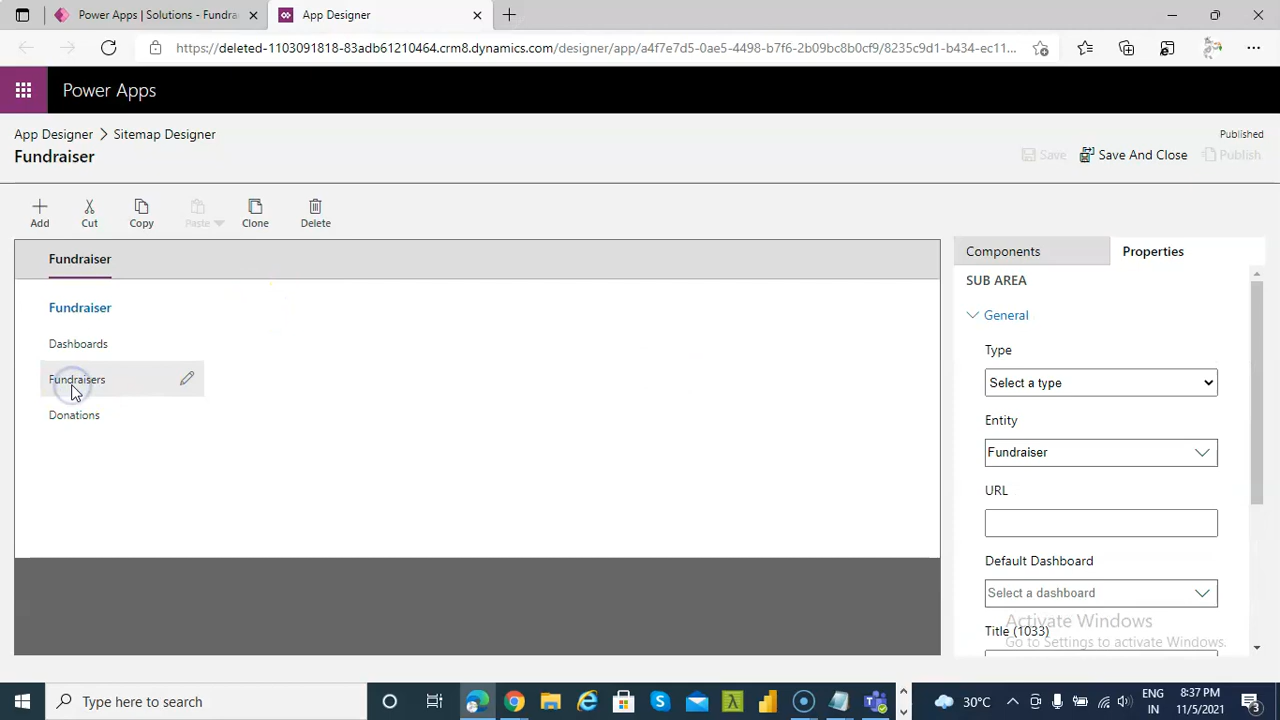 Power Apps | Solutions - Fundra
App Designer
https://deleted-1103091818-83adb61210464.crm8.dynamics.com/designer/app/a4f7e7d5-0ae5-4498-b7f6-2b09bc8b0cf9/8235c9d1-b434-ec11...
Power Apps
App Designer > Sitemap Designer
Published
Fundraiser
Save
Save And Close
Publish
Add
Cut
Copy
Paste
Clone
Delete
Fundraiser
Fundraiser
Dashboards
Fundraisers
Donations
Components
Properties
SUB AREA
General
Type
Select a type
Entity
Fundraiser
URL
Default Dashboard
Select a dashboard
Title (1033)
Activate Windows
Go to Settings to activate Windows.
Type here to search
30°C
ENG
IN
8:37 PM
11/5/2021
3